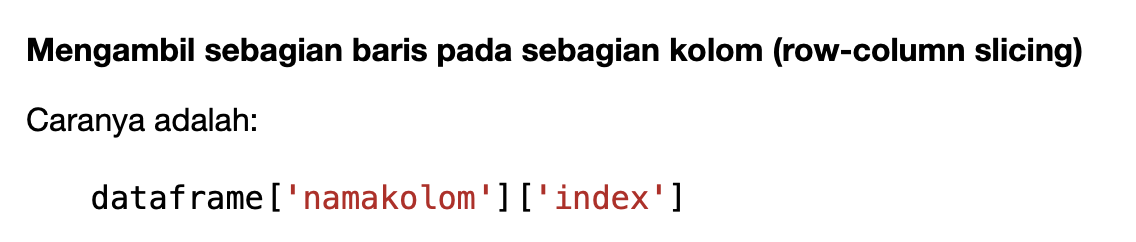 Mengambil sebagian baris pada sebagian kolom (row-column slicing)
Caranya adalah:
dataframe['namakolom']['index']